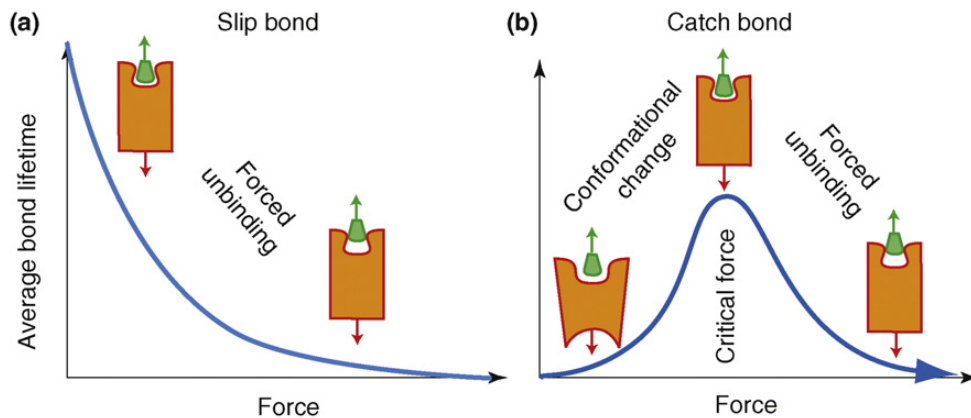 (a)
Slip bond
Average bond lifetime
Forced
unbinding
Force
(b)
Catch bond
Conformational
change
Critical force
Forced
unbinding
Force